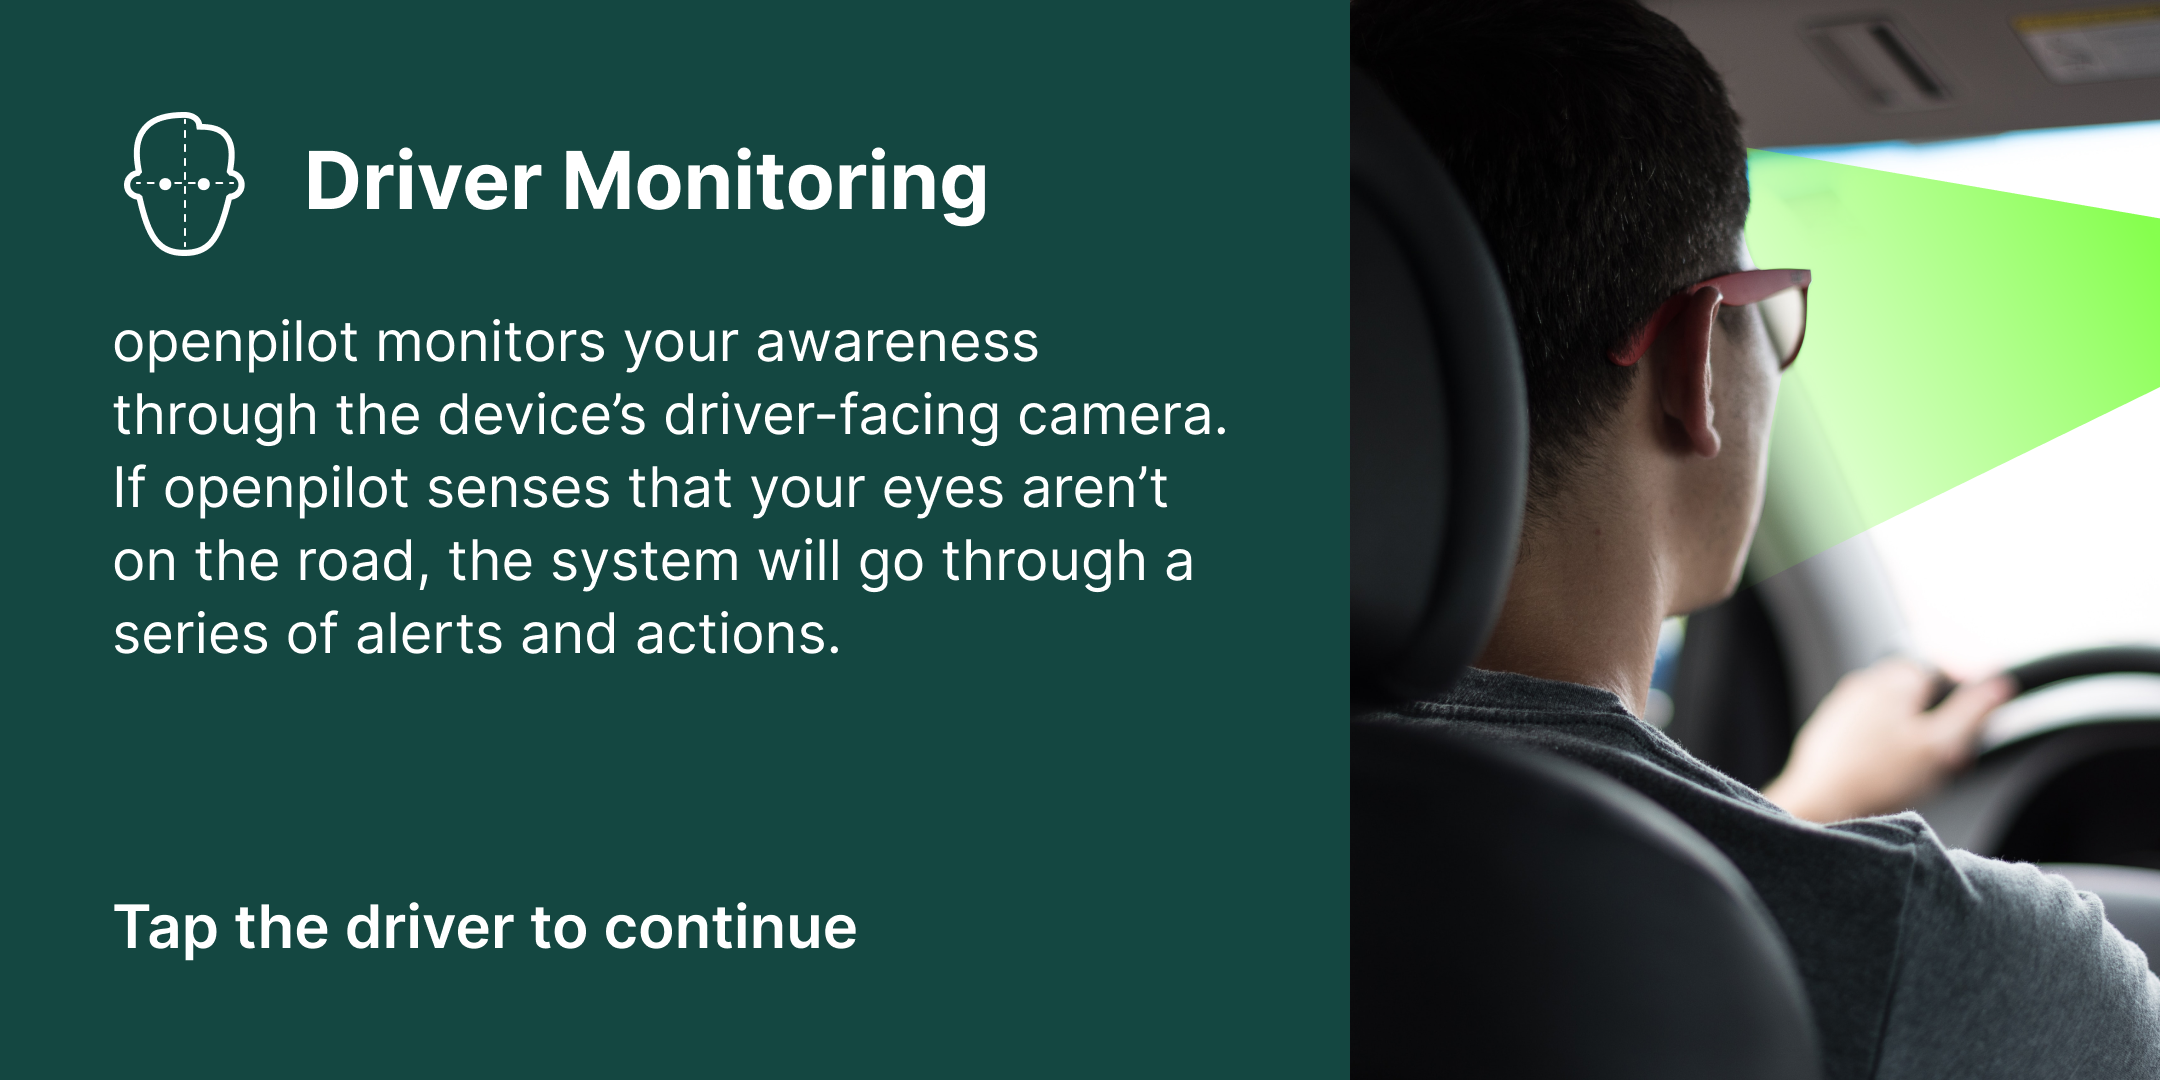 Driver Monitoring
openpilot monitors your awareness
through the device’s driver-facing camera.
If openpilot senses that your eyes aren’t
on the road, the system will go through a
series of alerts and actions.
Tap the driver to continue